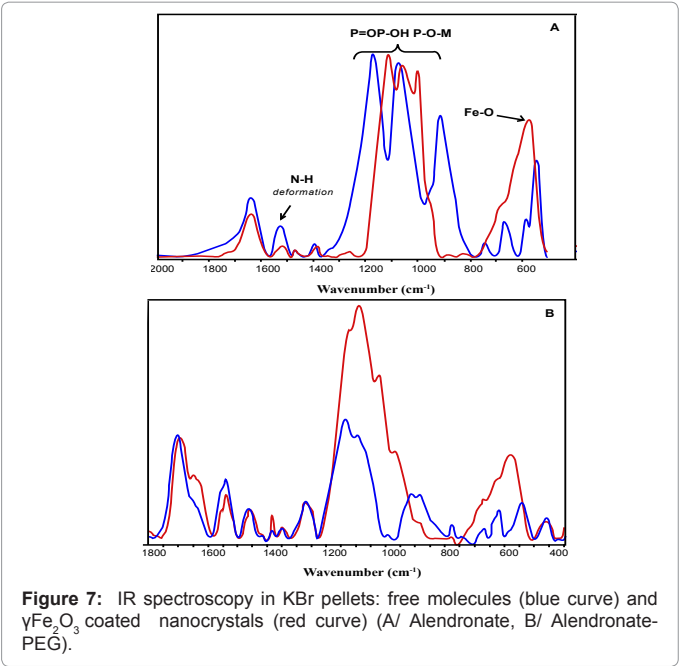 A
P=OP-OH P-O-M
Fe-O
N-H
deformation
2000 1800 1600 1400 1200 1000 800 600
Wavenumber (cm⁻¹)
B
1800 1600 1400 1200 1000 800 600 400
Wavenumber (cm⁻¹)
Figure 7: IR spectroscopy in KBr pellets: free molecules (blue curve) and
γFe₂O₃ coated nanocrystals (red curve) (A/ Alendronate, B/ Alendronate-
PEG).